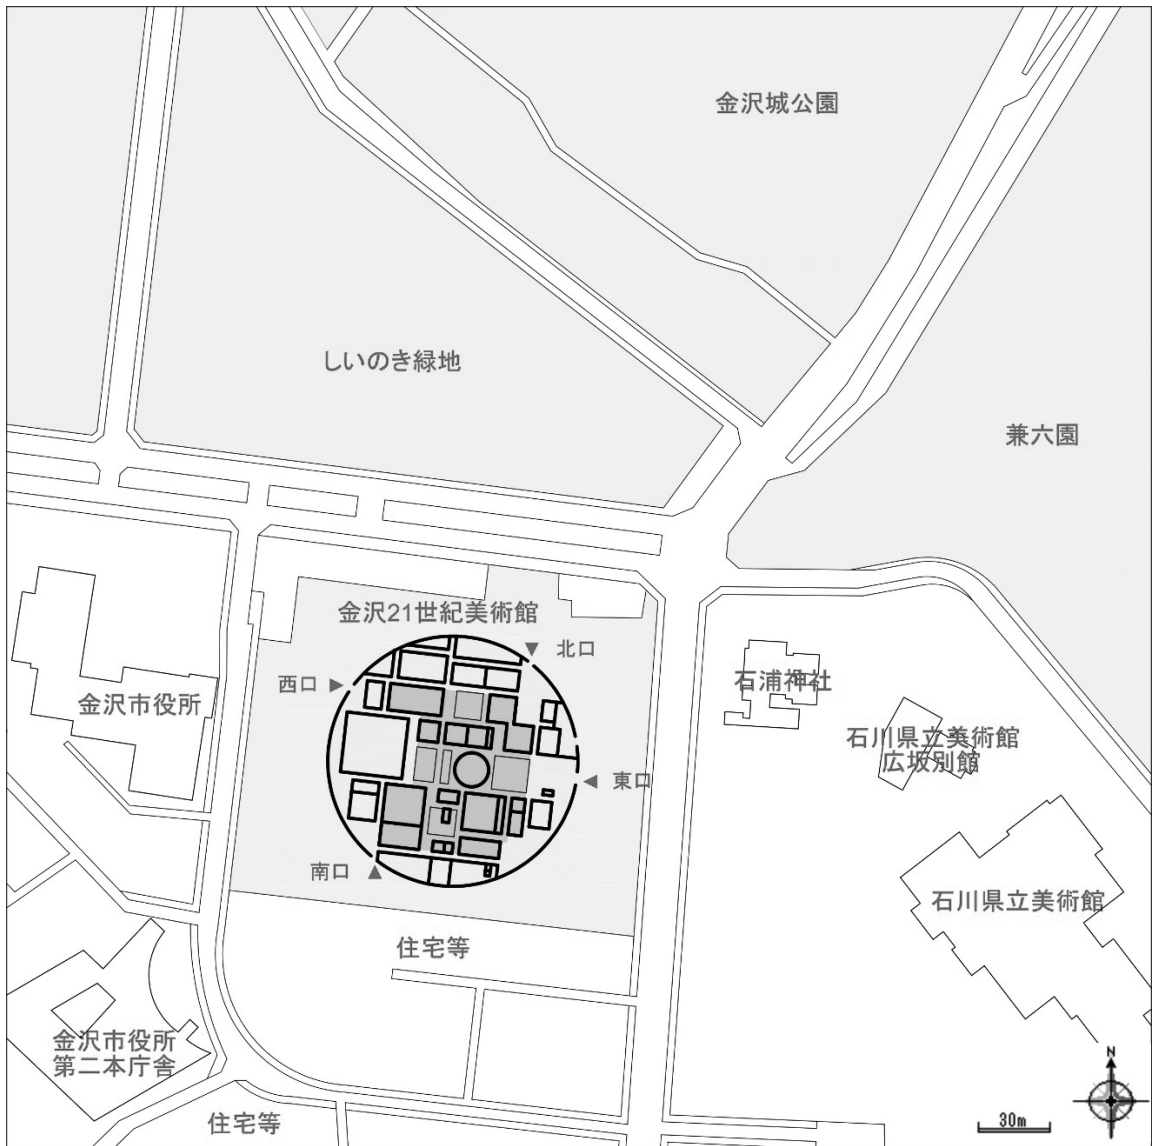 金沢城公園
しいのき緑地
兼六園
金沢21世紀美術館
▼ 北口
西口 ▶
石浦神社
金沢市役所
石川県立美術館
広坂別館
◀ 東口
南口 ▲
石川県立美術館
住宅等
金沢市役所
第二本庁舎
住宅等
N
30m